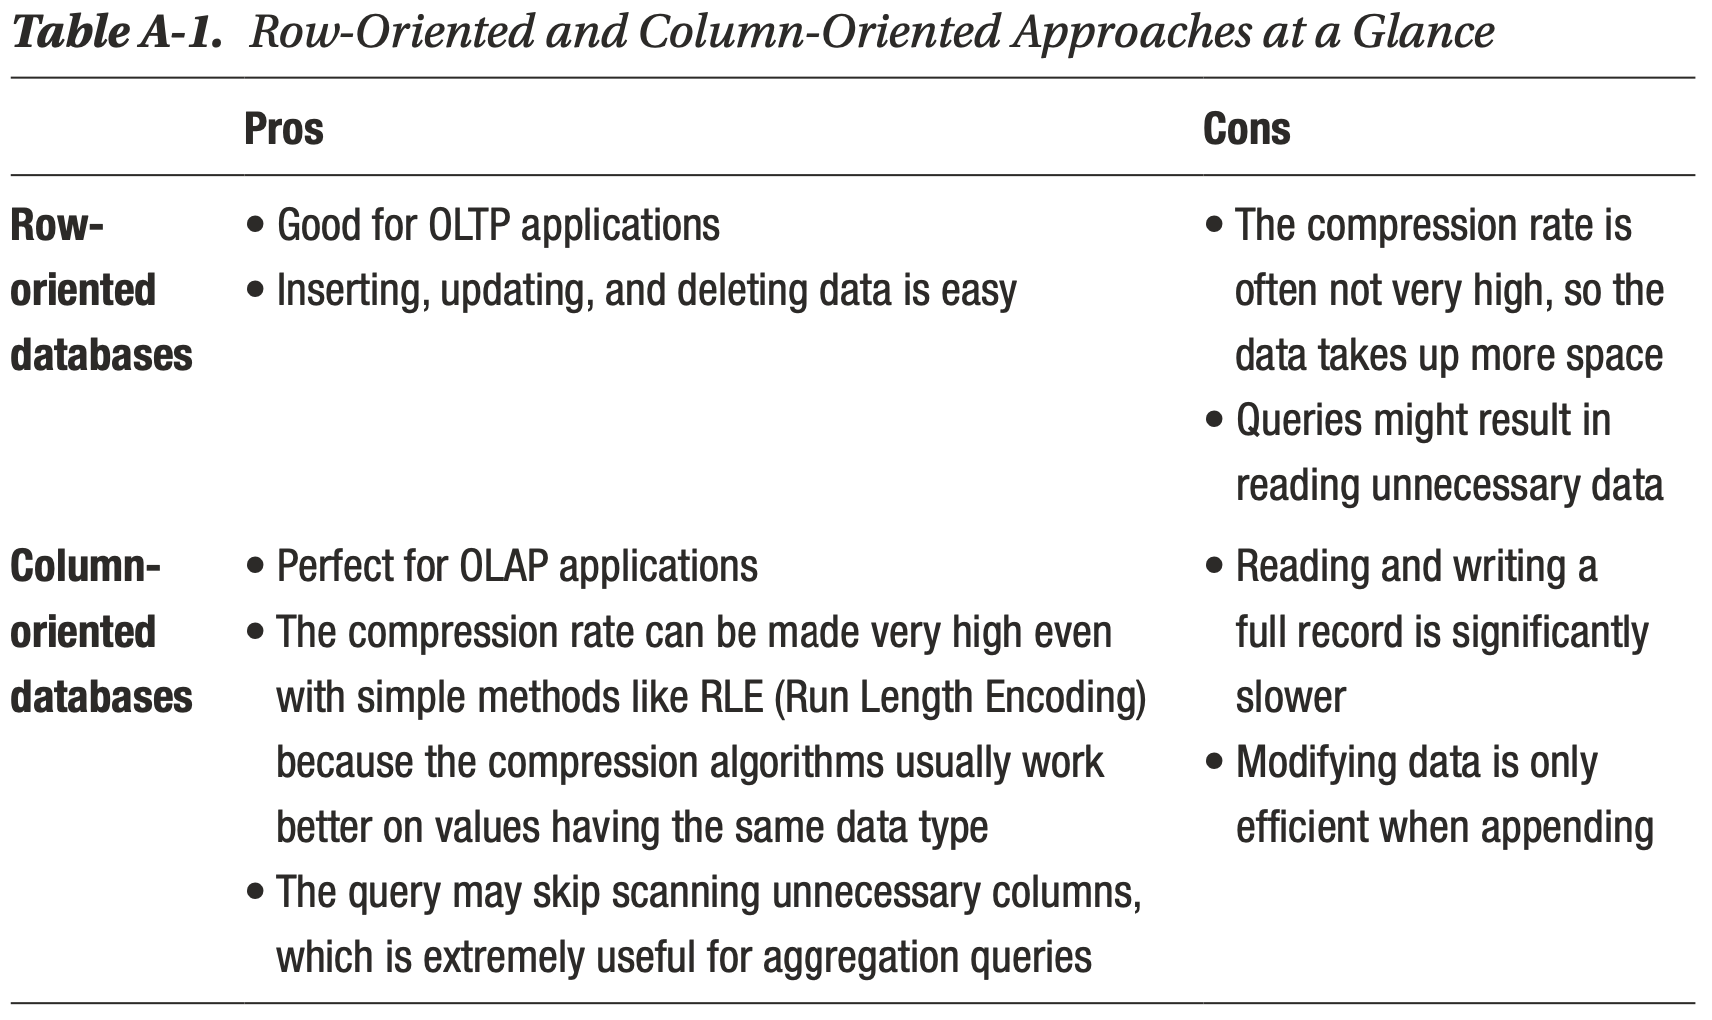 Table A-1. Row-Oriented and Column-Oriented Approaches at a Glance
Pros
Cons
Row-
oriented
databases
• Good for OLTP applications
• Inserting, updating, and deleting data is easy
• The compression rate is
often not very high, so the
data takes up more space
• Queries might result in
reading unnecessary data
Column-
oriented
databases
• Perfect for OLAP applications
• The compression rate can be made very high even
with simple methods like RLE (Run Length Encoding)
because the compression algorithms usually work
better on values having the same data type
• The query may skip scanning unnecessary columns,
which is extremely useful for aggregation queries
• Reading and writing a
full record is significantly
slower
• Modifying data is only
efficient when appending